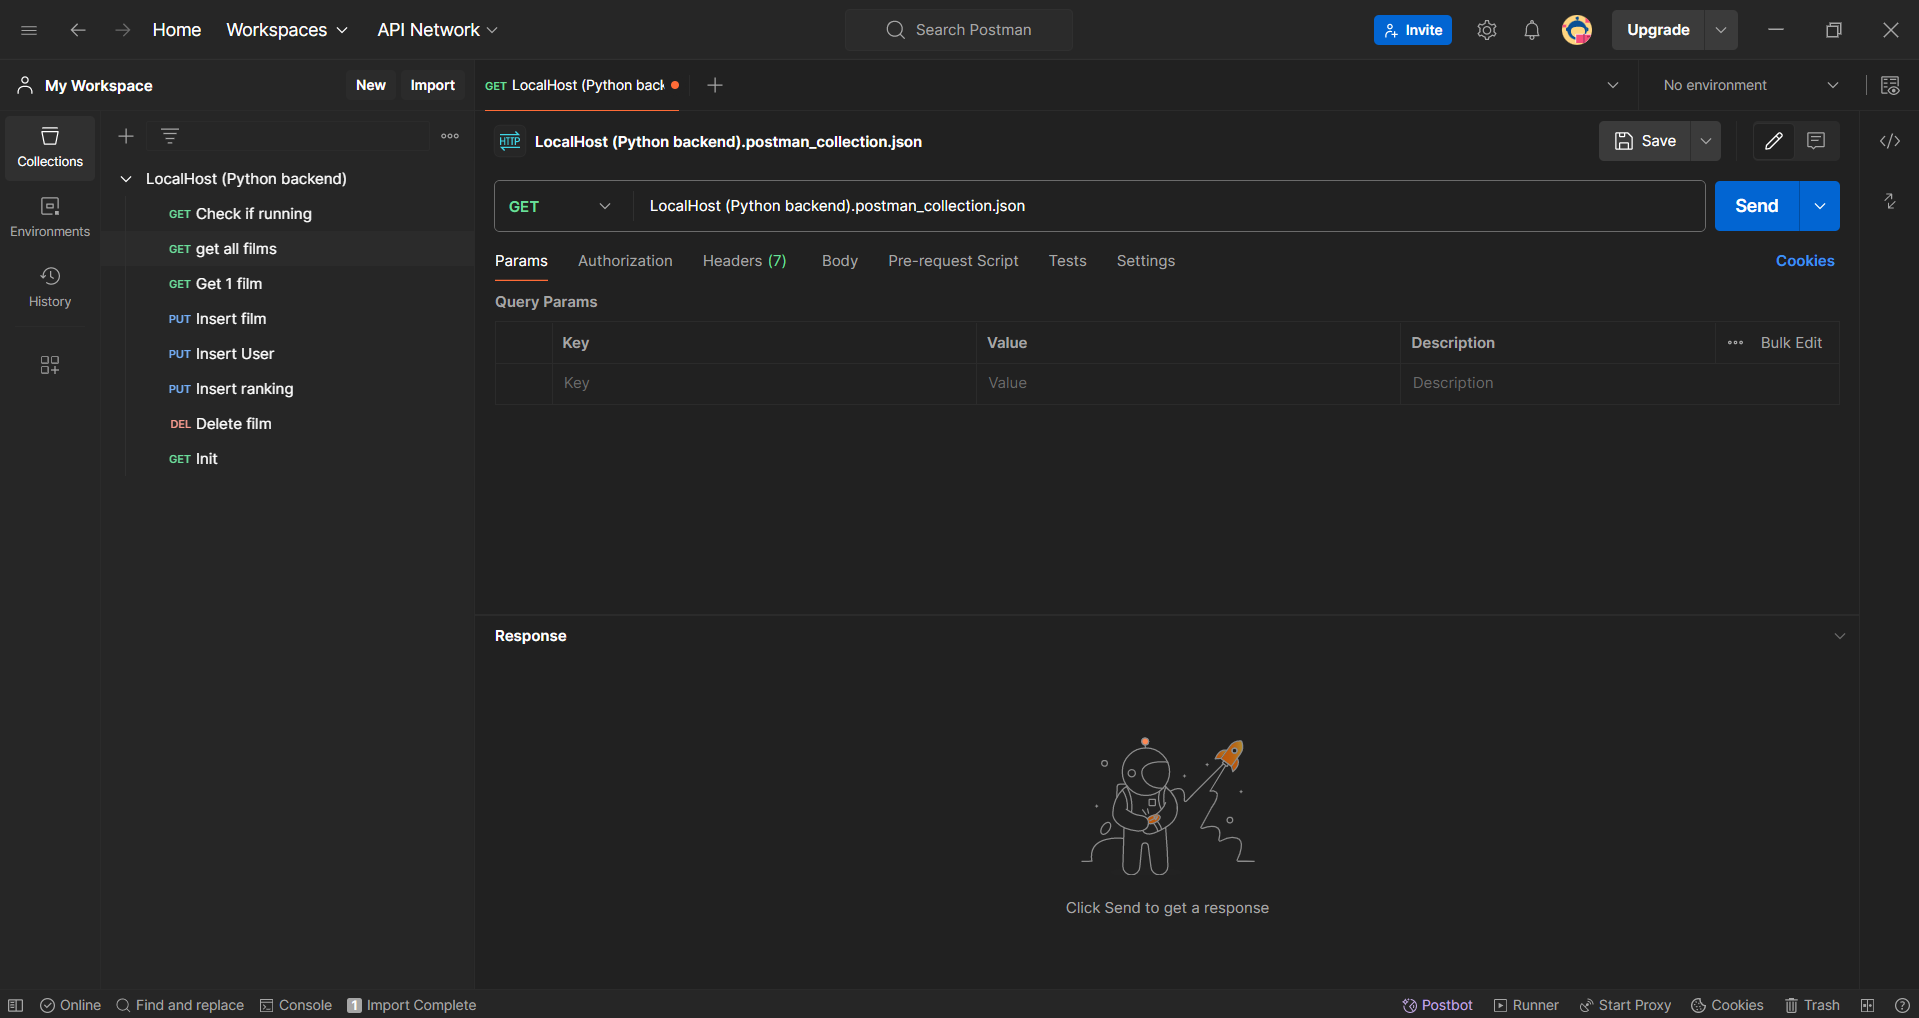 Home Workspaces API Network Search Postman Invite Upgrade
My Workspace New Import GET LocalHost (Python back No environment
Collections
Environments
History
LocalHost (Python backend)
GET Check if running
GET get all films
GET Get 1 film
PUT Insert film
PUT Insert User
PUT Insert ranking
DEL Delete film
GET Init
HTTP LocalHost (Python backend).postman_collection.json Save
GET LocalHost (Python backend).postman_collection.json Send
Params Authorization Headers (7) Body Pre-request Script Tests Settings Cookies
Query Params
Key Value Description Bulk Edit
Key Value Description
Response
Click Send to get a response
Online Find and replace Console 1 Import Complete Postbot Runner Start Proxy Cookies Trash